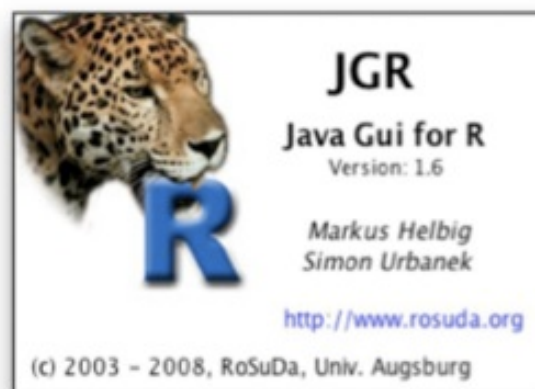 JGR
Java Gui for R
Version: 1.6
Markus Helbig
Simon Urbanek
R
http://www.rosuda.org
(c) 2003 - 2008, RoSuDa, Univ. Augsburg